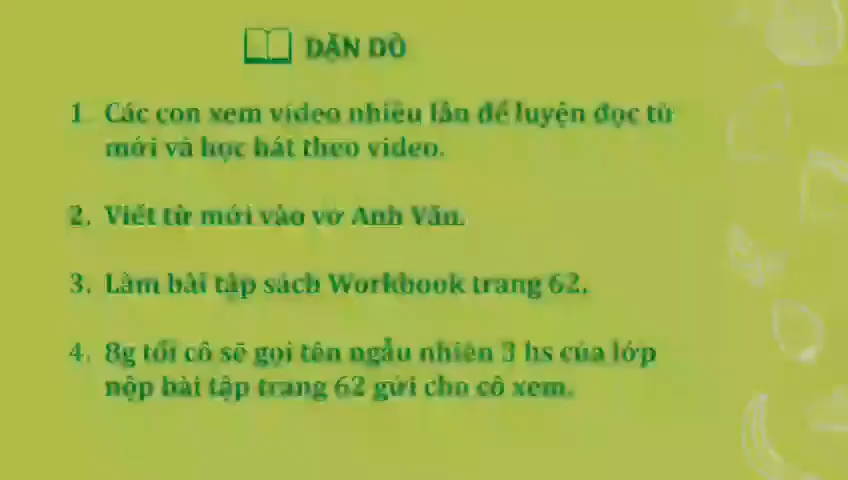 DẶN DÒ
1. Các con xem video nhiều lần để luyện đọc từ
mới và học hát theo video.
2. Viết từ mới vào vở Anh Văn.
3. Làm bài tập sách Workbook trang 62.
4. 8g tối cô sẽ gọi tên ngẫu nhiên 3 hs của lớp
nộp bài tập trang 62 gửi cho cô xem.